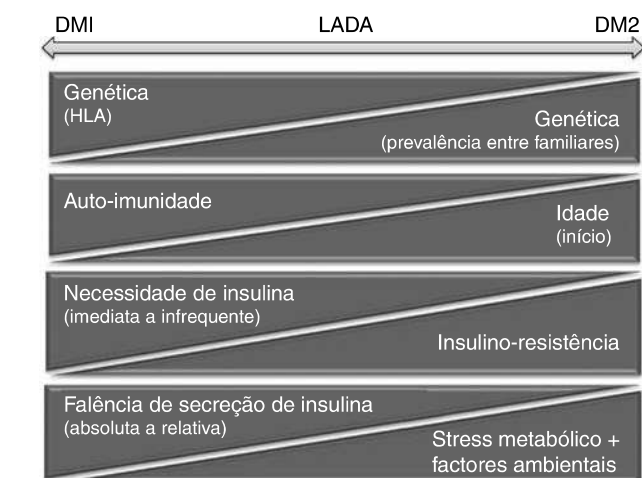 DMI LADA DM2
Genética
(HLA)
Genética
(prevalência entre familiares)
Auto-imunidade
Idade
(início)
Necessidade de insulina
(imediata a infrequente)
Insulino-resistência
Falência de secreção de insulina
(absoluta a relativa)
Stress metabólico +
factores ambientais